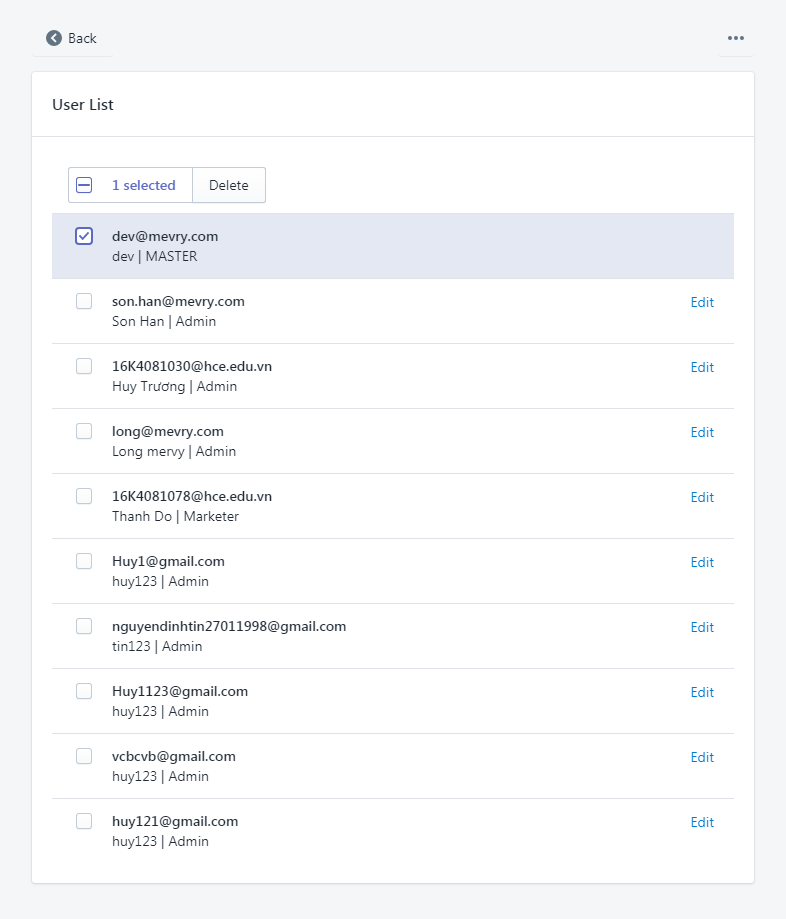 Back
User List
1 selected
Delete
dev@mevry.com
dev | MASTER
son.han@mevry.com
Edit
Son Han | Admin
16K4081030@hce.edu.vn
Edit
Huy Trương | Admin
long@mevry.com
Edit
Long mervy | Admin
16K4081078@hce.edu.vn
Edit
Thanh Do | Marketer
Huy1@gmail.com
Edit
huy123 | Admin
nguyendinhtin27011998@gmail.com
Edit
tin123 | Admin
Huy1123@gmail.com
Edit
huy123 | Admin
vcbcvb@gmail.com
Edit
huy123 | Admin
huy121@gmail.com
Edit
huy123 | Admin